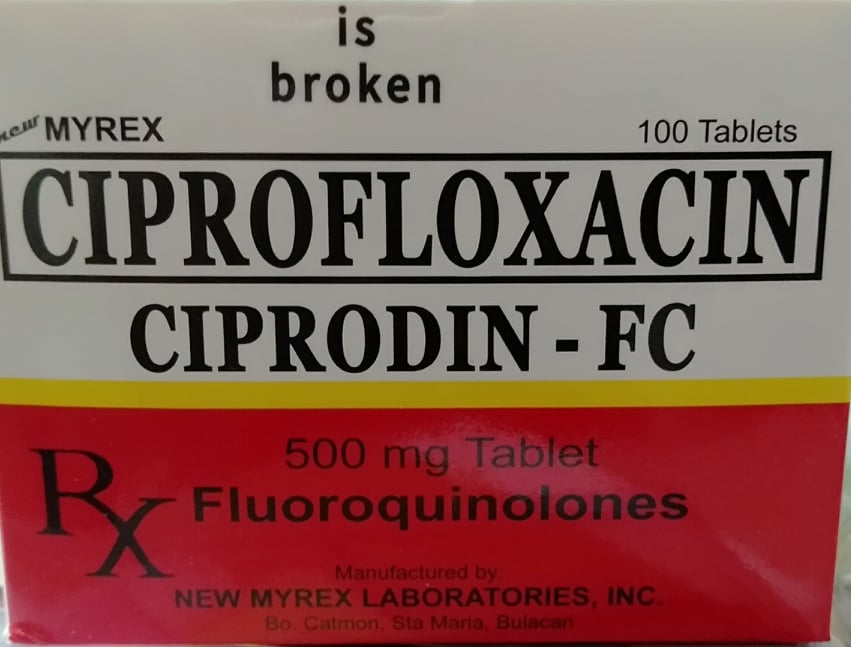 is
broken
new MYREX
100 Tablets
CIPROFLOXACIN
CIPRODIN - FC
500 mg Tablet
Rx
Fluoroquinolones
Manufactured by:
NEW MYREX LABORATORIES, INC.
Bo. Catmon, Sta Maria, Bulacan